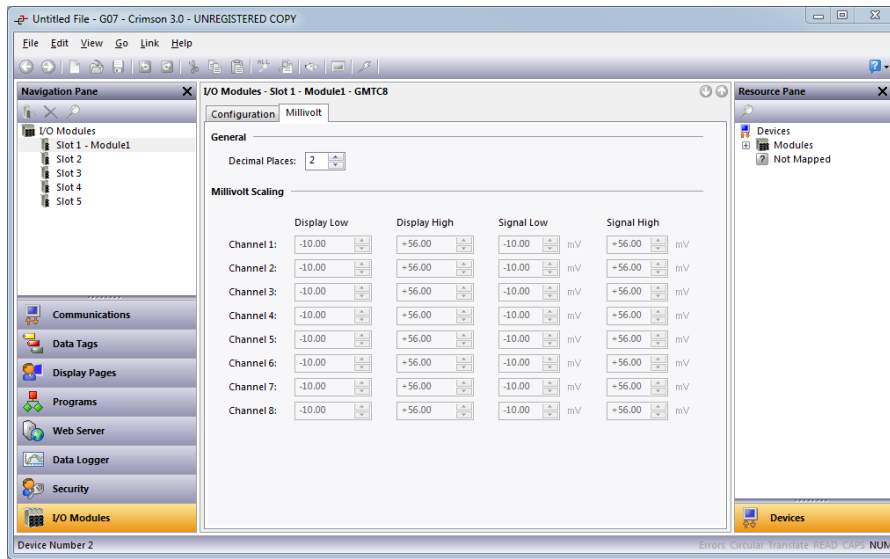 Untitled File - G07 - Crimson 3.0 - UNREGISTERED COPY
File Edit View Go Link Help
Navigation Pane
I/O Modules
Slot 1 - Module1
Slot 2
Slot 3
Slot 4
Slot 5
Communications
Data Tags
Display Pages
Programs
Web Server
Data Logger
Security
I/O Modules
I/O Modules - Slot 1 - Module1 - GMTC8
Configuration Millivolt
General
Decimal Places: 2
Millivolt Scaling
Display Low Display High Signal Low Signal High
Channel 1: -10.00 +56.00 -10.00 mV +56.00 mV
Channel 2: -10.00 +56.00 -10.00 mV +56.00 mV
Channel 3: -10.00 +56.00 -10.00 mV +56.00 mV
Channel 4: -10.00 +56.00 -10.00 mV +56.00 mV
Channel 5: -10.00 +56.00 -10.00 mV +56.00 mV
Channel 6: -10.00 +56.00 -10.00 mV +56.00 mV
Channel 7: -10.00 +56.00 -10.00 mV +56.00 mV
Channel 8: -10.00 +56.00 -10.00 mV +56.00 mV
Resource Pane
Devices
Modules
Not Mapped
Devices
Device Number 2
Errors Circular Translate READ CAPS NUM